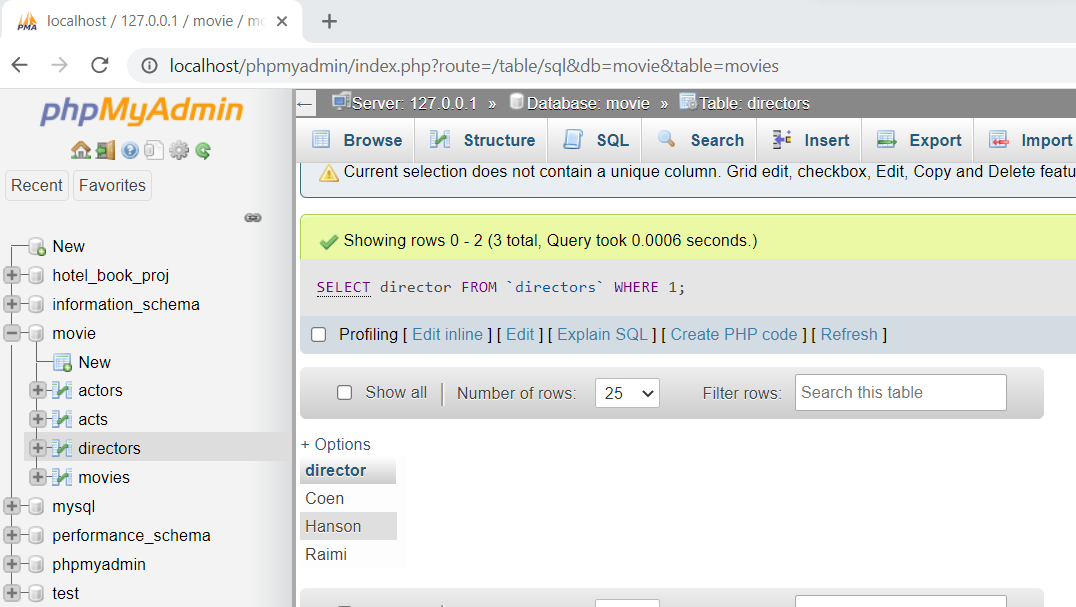 localhost / 127.0.0.1 / movie / mo
localhost/phpmyadmin/index.php?route=/table/sql&db=movie&table=movies
phpMyAdmin
Recent Favorites
New
hotel_book_proj
information_schema
movie
New
actors
acts
directors
movies
mysql
performance_schema
phpmyadmin
test
Server: 127.0.0.1 » Database: movie » Table: directors
Browse Structure SQL Search Insert Export Import
Current selection does not contain a unique column. Grid edit, checkbox, Edit, Copy and Delete featu
Showing rows 0 - 2 (3 total, Query took 0.0006 seconds.)
SELECT director FROM `directors` WHERE 1;
Profiling [ Edit inline ] [ Edit ] [ Explain SQL ] [ Create PHP code ] [ Refresh ]
Show all Number of rows: 25 Filter rows: Search this table
+ Options
director
Coen
Hanson
Raimi